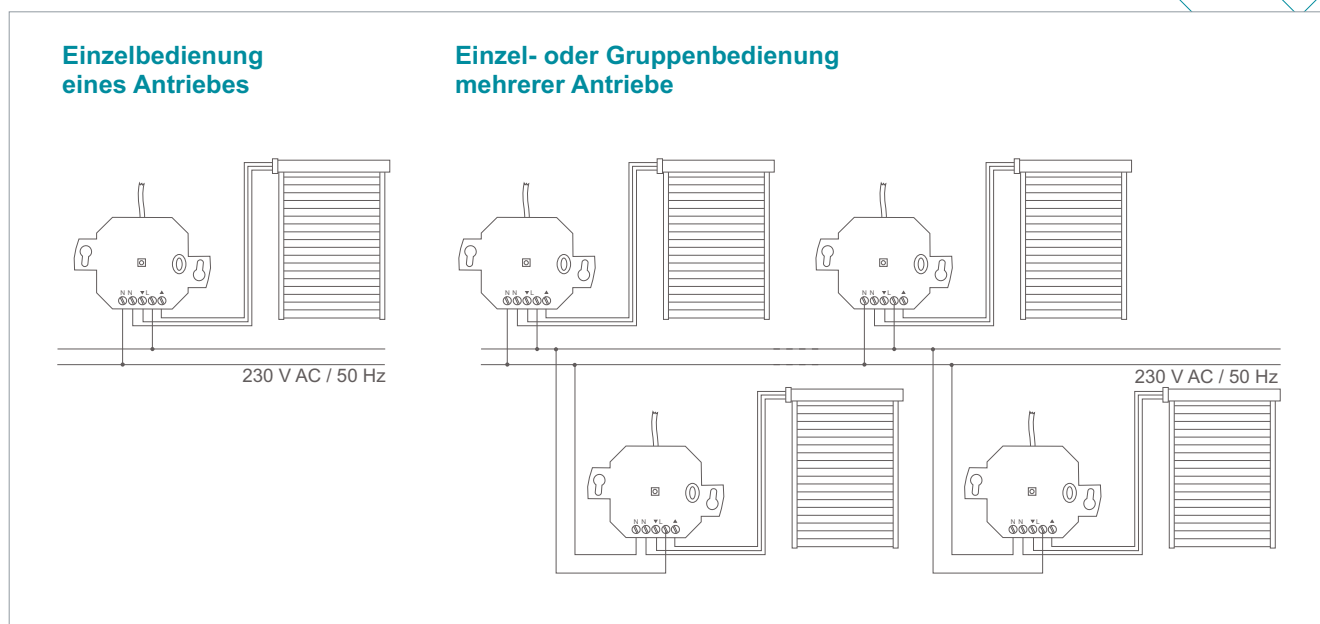 Einzelbedienung
eines Antriebes
Einzel- oder Gruppenbedienung
mehrerer Antriebe
N N ▼ L ▲
N N ▼ L ▲
N N ▼ L ▲
230 V AC / 50 Hz
230 V AC / 50 Hz
N N ▼ L ▲
N N ▼ L ▲